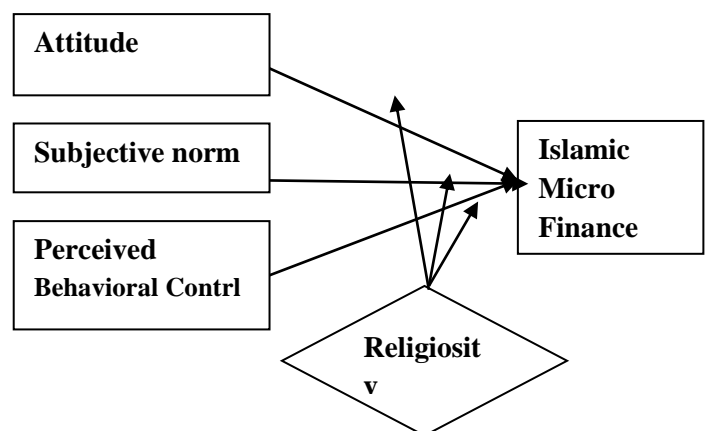 Attitude
Subjective norm
Perceived
Behavioral Contrl
Islamic
Micro
Finance
Religiosit
v